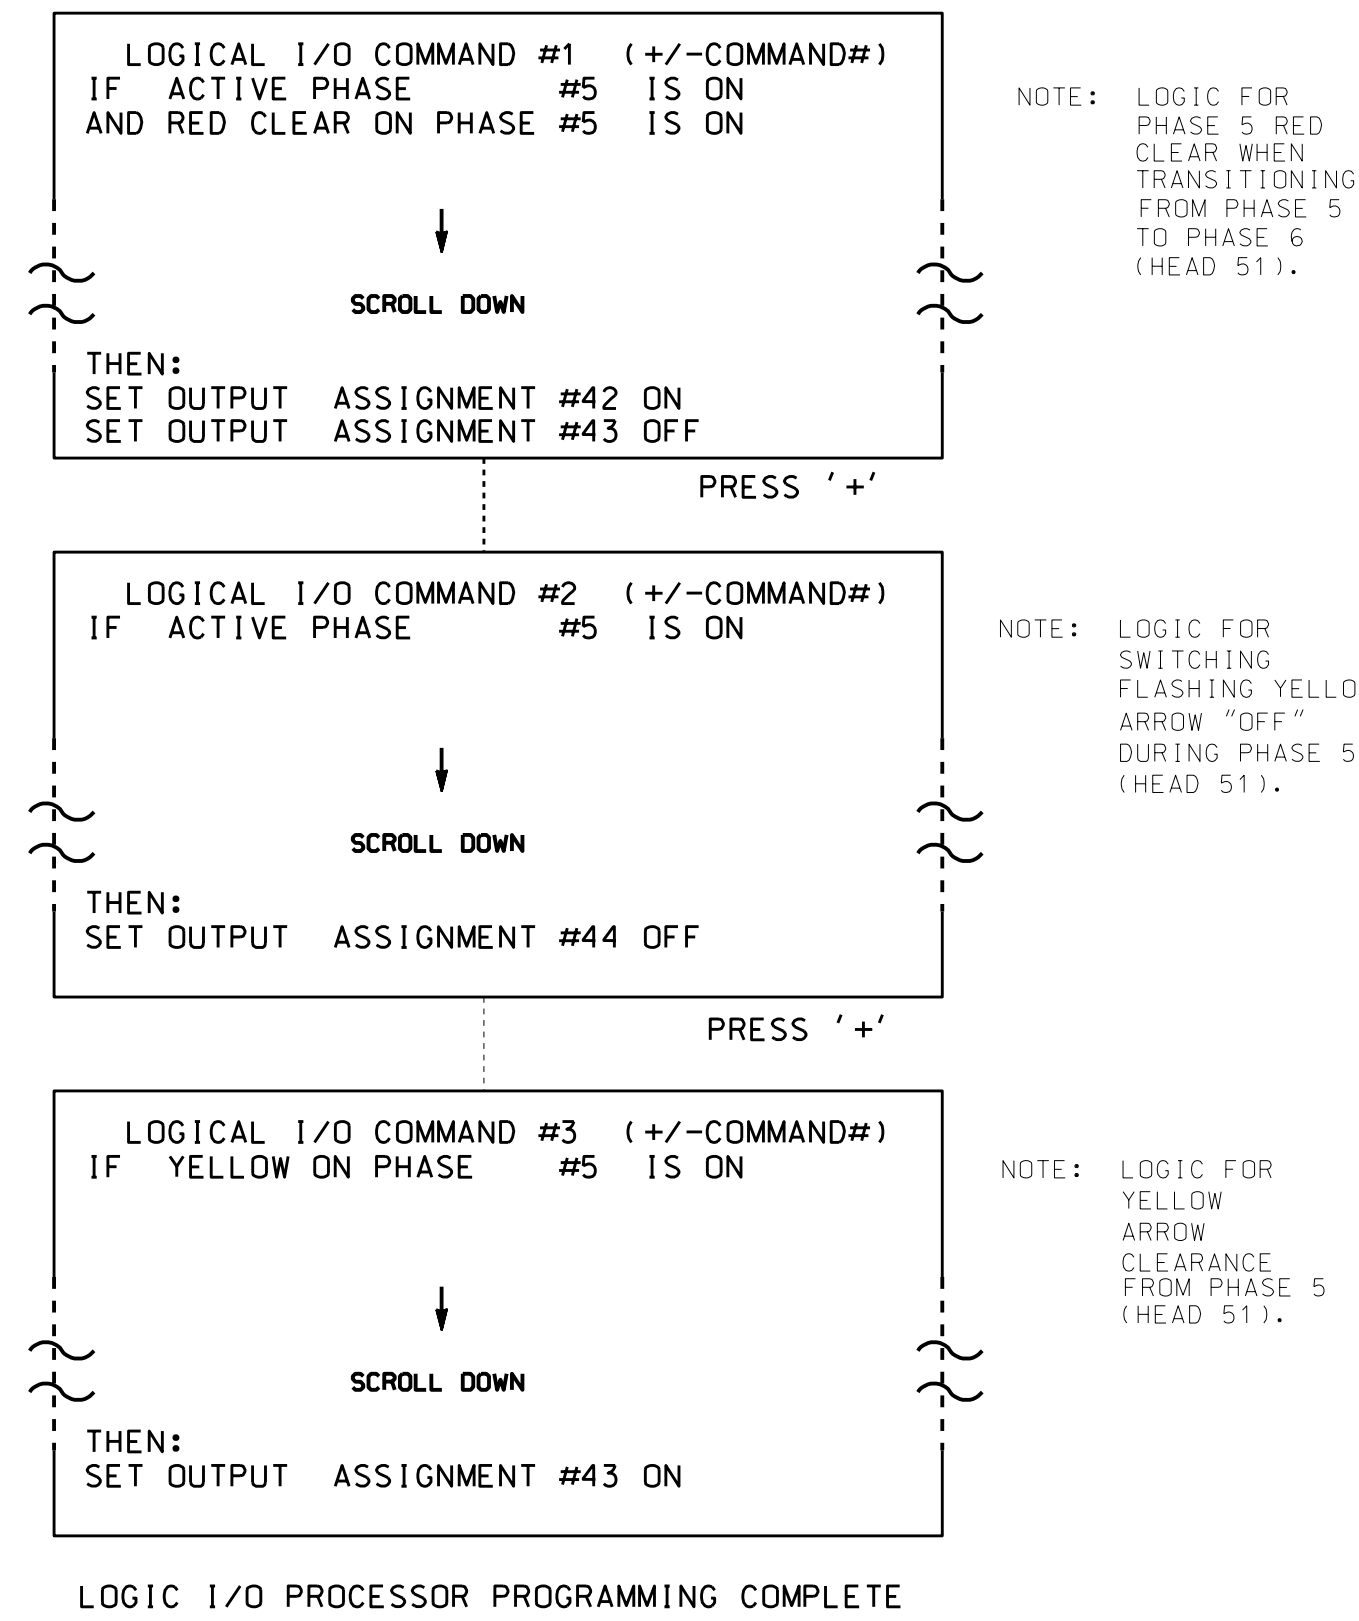 LOGICAL I/O COMMAND #1 (+/-COMMAND#)
IF ACTIVE PHASE #5 IS ON
AND RED CLEAR ON PHASE #5 IS ON
SCROLL DOWN
THEN:
SET OUTPUT ASSIGNMENT #42 ON
SET OUTPUT ASSIGNMENT #43 OFF
NOTE: LOGIC FOR
PHASE 5 RED
CLEAR WHEN
TRANSITIONING
FROM PHASE 5
TO PHASE 6
(HEAD 51).
PRESS '+'
LOGICAL I/O COMMAND #2 (+/-COMMAND#)
IF ACTIVE PHASE #5 IS ON
SCROLL DOWN
THEN:
SET OUTPUT ASSIGNMENT #44 OFF
NOTE: LOGIC FOR
SWITCHING
FLASHING YELLO
ARROW "OFF"
DURING PHASE 5
(HEAD 51).
PRESS '+'
LOGICAL I/O COMMAND #3 (+/-COMMAND#)
IF YELLOW ON PHASE #5 IS ON
SCROLL DOWN
THEN:
SET OUTPUT ASSIGNMENT #43 ON
NOTE: LOGIC FOR
YELLOW
ARROW
CLEARANCE
FROM PHASE 5
(HEAD 51).
LOGIC I/O PROCESSOR PROGRAMMING COMPLETE